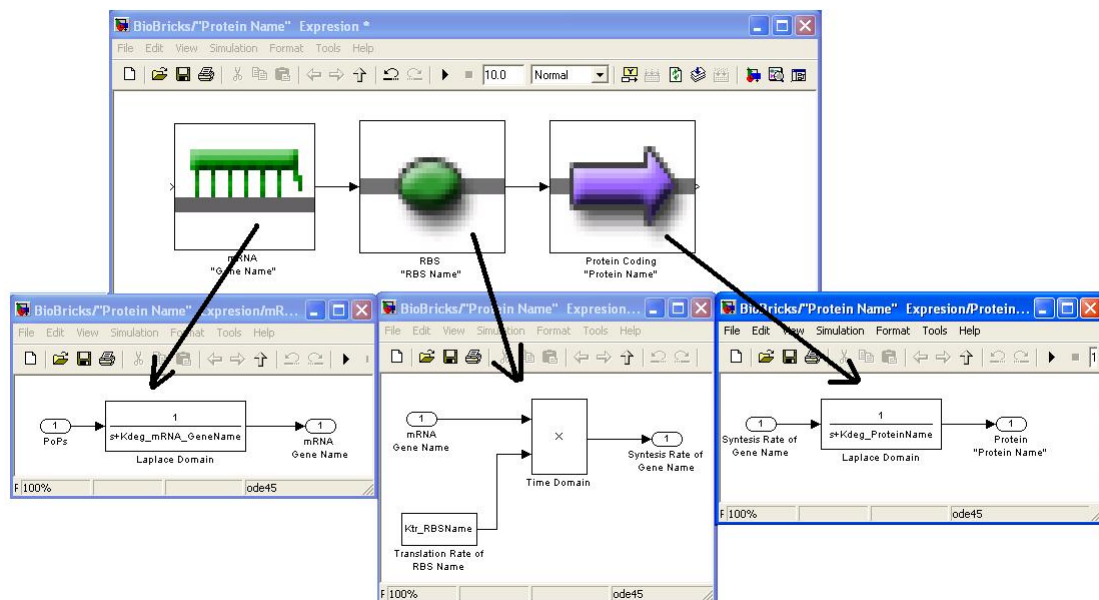 BioBricks/"Protein Name" Expresion *
File Edit View Simulation Format Tools Help
10.0 Normal
mRNA
"Gene Name"
RBS
"RBS Name"
Protein Coding
"Protein Name"
BioBricks/"Protein Name" Expresion/mR...
File Edit View Simulation Format Tools Help
1
PoPs
1
s+Kdeg_mRNA_GeneName
Laplace Domain
1
mRNA
Gene Name
100% ode45
BioBricks/"Protein Name" Expresion...
File Edit View Simulation Format Tools Help
1
mRNA
Gene Name
×
Time Domain
1
Syntesis Rate of
Gene Name
Ktr_RBSName
Translation Rate of
RBS Name
F 100% ode45
BioBricks/"Protein Name" Expresion/Protein...
File Edit View Simulation Format Tools Help
1
1
Syntesis Rate of
Gene Name
1
s+Kdeg_ProteinName
Laplace Domain
1
Protein
"Protein Name"
F 100% ode45